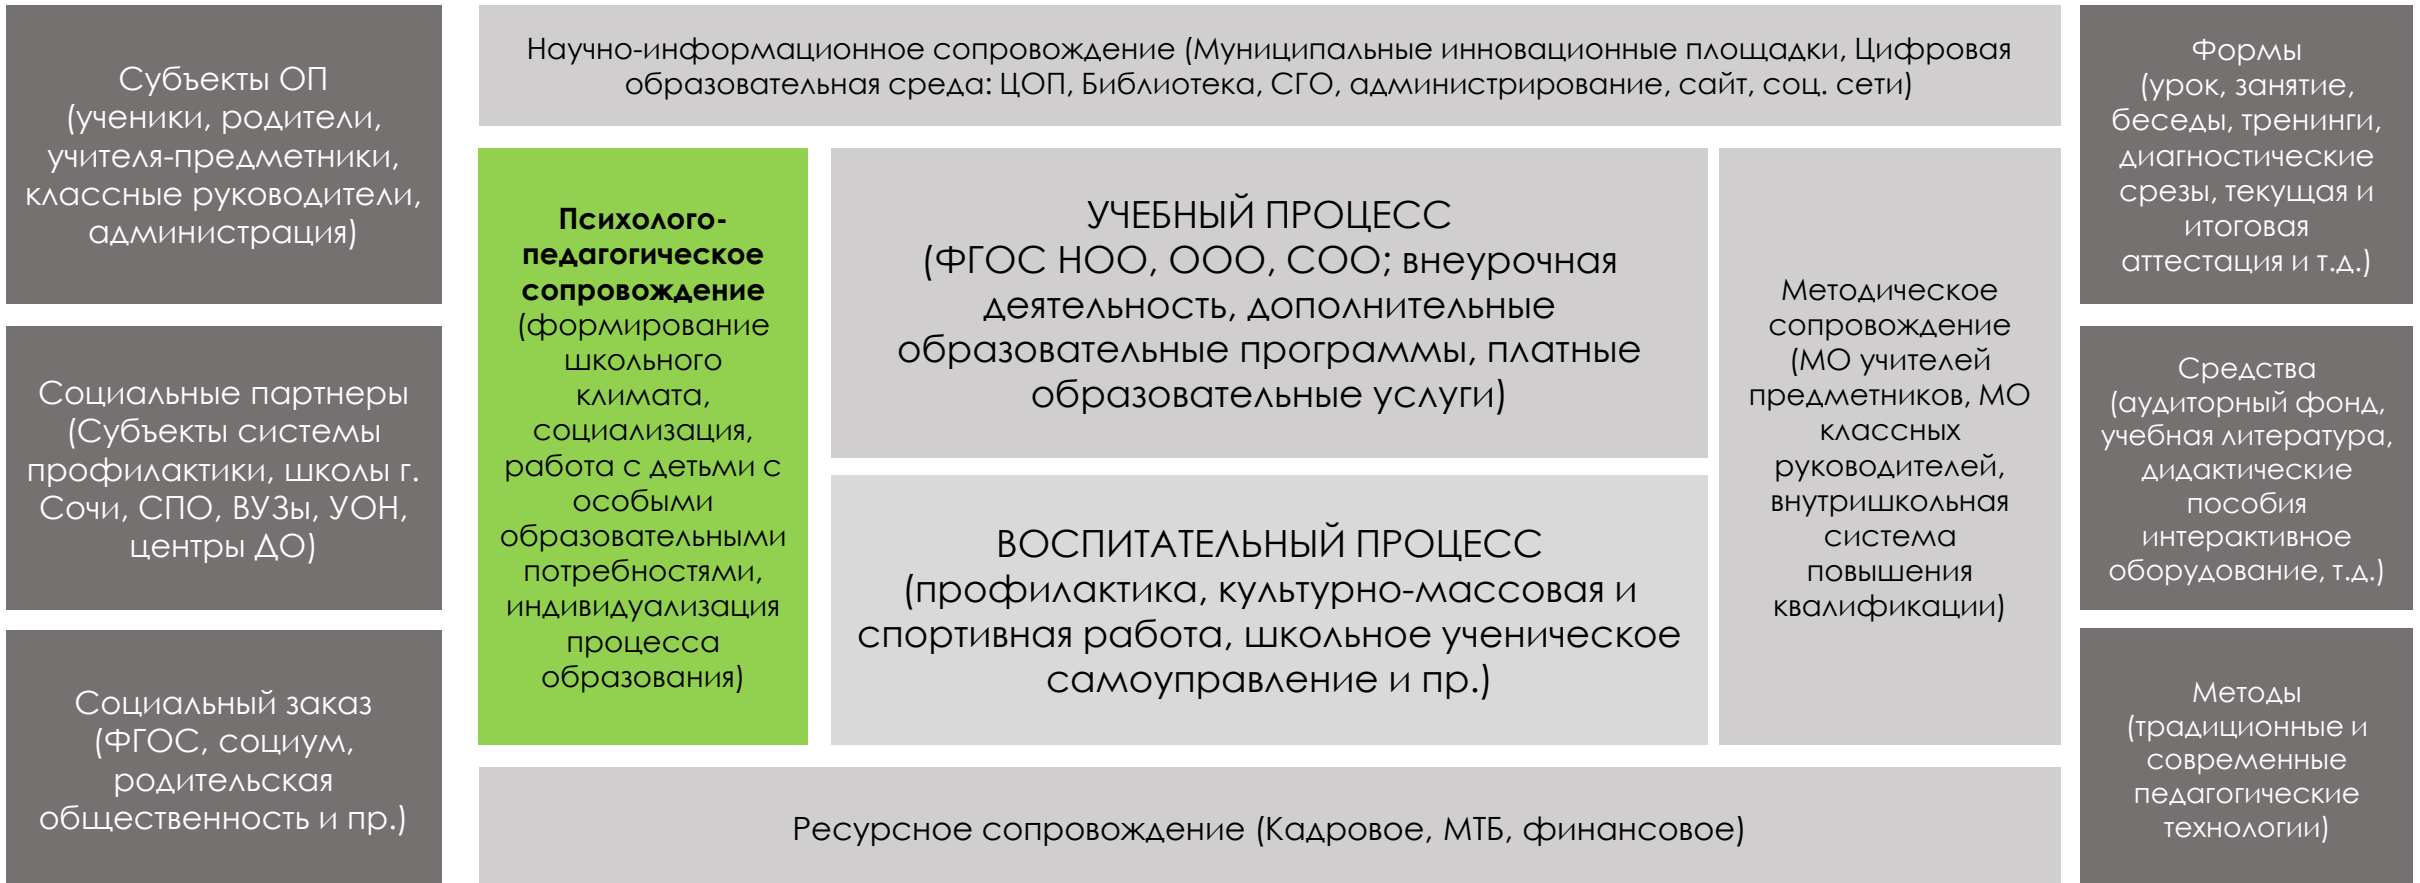 Субъекты ОП
(ученики, родители,
учителя-предметники,
классные руководители,
администрация)
Социальные партнеры
(Субъекты системы
профилактики, школы г.
Сочи, СПО, ВУЗы, УОН,
центры ДО)
Социальный заказ
(ФГОС, социум,
родительская
общественность и пр.)
Научно-информационное сопровождение (Муниципальные инновационные площадки, Цифровая
образовательная среда: ЦОП, Библиотека, СГО, администрирование, сайт, соц. сети)
Психолого-
педагогическое
сопровождение
(формирование
школьного
климата,
социализация,
работа с детьми с
особыми
образовательными
потребностями,
индивидуализация
процесса
образования)
УЧЕБНЫЙ ПРОЦЕСС
(ФГОС НОО, ООО, СОО; внеурочная
деятельность, дополнительные
образовательные программы, платные
образовательные услуги)
ВОСПИТАТЕЛЬНЫЙ ПРОЦЕСС
(профилактика, культурно-массовая и
спортивная работа, школьное ученическое
самоуправление и пр.)
Методическое
сопровождение
(МО учителей
предметников, МО
классных
руководителей,
внутришкольная
система
повышения
квалификации)
Ресурсное сопровождение (Кадровое, МТБ, финансовое)
Формы
(урок, занятие,
беседы, тренинги,
диагностические
срезы, текущая и
итоговая
аттестация и т.д.)
Средства
(аудиторный фонд,
учебная литература,
дидактические
пособия
интерактивное
оборудование, т.д.)
Методы
(традиционные и
современные
педагогические
технологии)